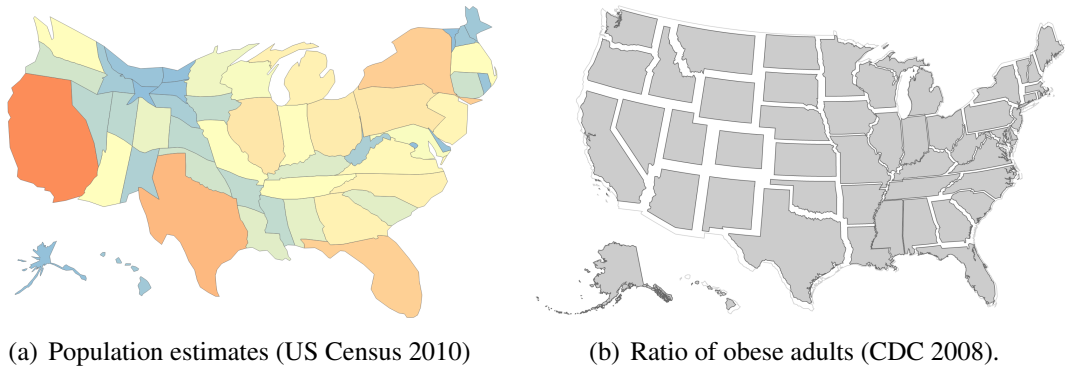 (a) Population estimates (US Census 2010)
(b) Ratio of obese adults (CDC 2008).